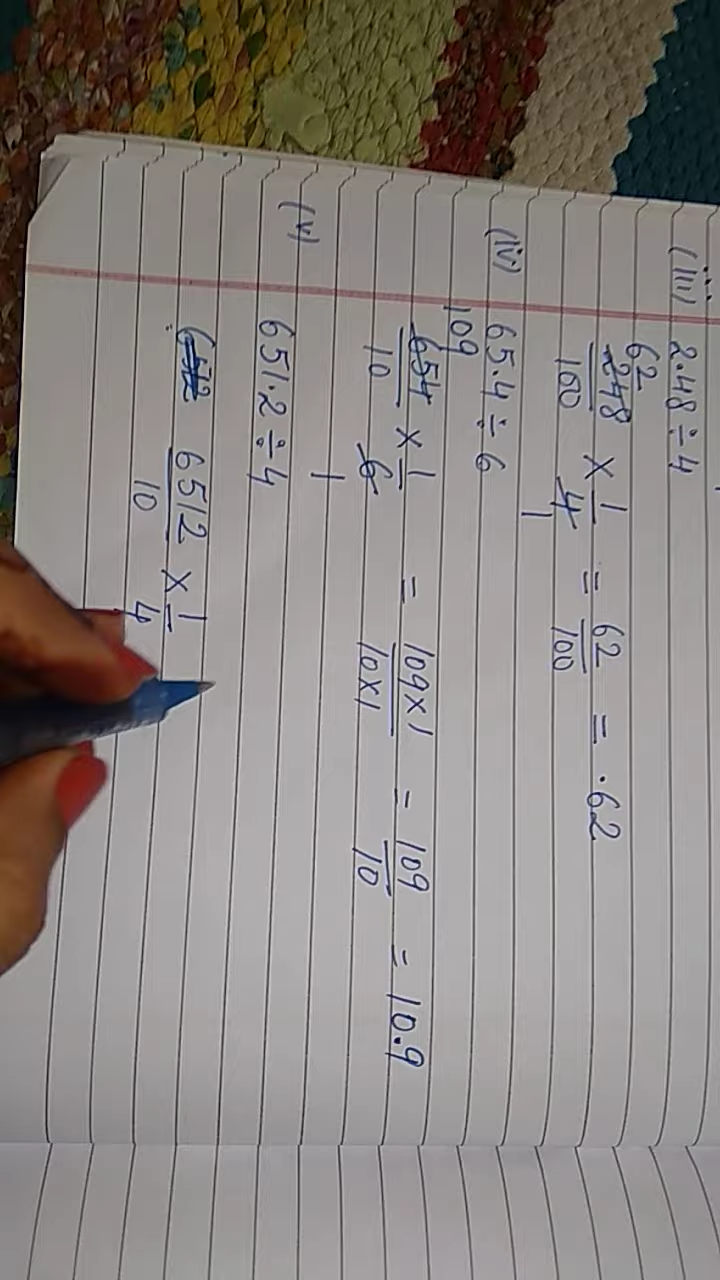 (iii) 2.48 ÷ 4
62
248/100 × 1/4 = 62/100 = .62
1
(iv) 65.4 ÷ 6
109
654/10 × 1/6 = 109×1/10×1 = 109/10 = 10.9
1
(v) 651.2 ÷ 4
6512/10 × 1/4